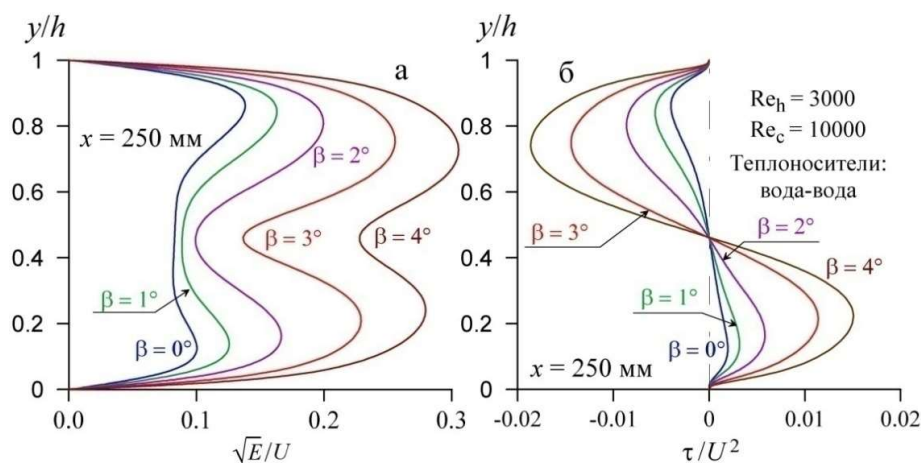 y/h
y/h
1
а
0.8
x = 250 мм
β = 2°
0.6
0.4
β = 3°
β = 4°
β = 1°
0.2
β = 0°
0
0.0
0.1
0.2
0.3
√E/U
1
б
0.8
Re_h = 3000
Re_c = 10000
Теплоносители:
вода-вода
0.6
β = 3°
β = 2°
0.4
β = 4°
β = 1°
0.2
β = 0°
x = 250 мм
0
-0.02
-0.01
0
0.01
0.02
τ/U²